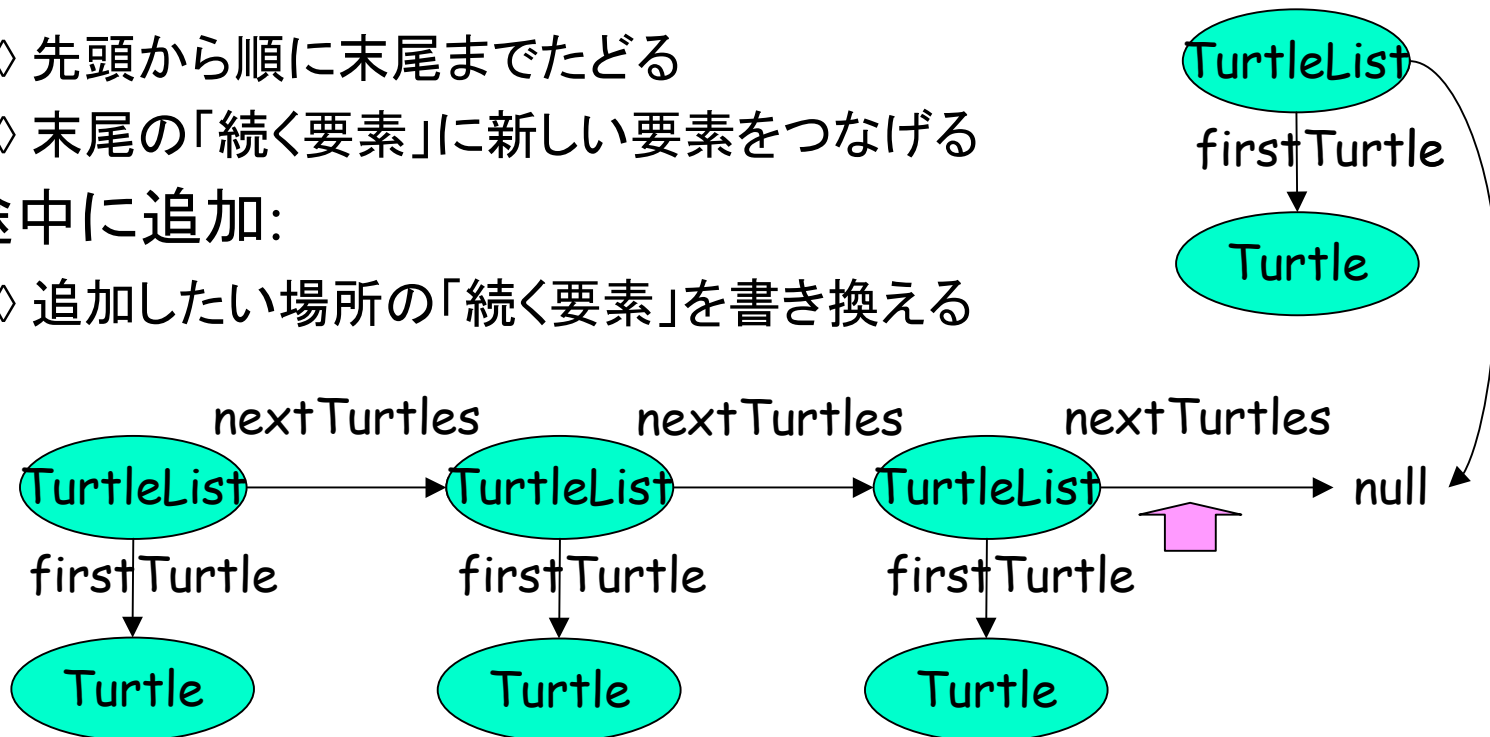 ◊ 先頭から順に末尾までたどる
◊ 末尾の「続く要素」に新しい要素をつなげる
途中に追加:
◊ 追加したい場所の「続く要素」を書き換える
TurtleList
firstTurtle
Turtle
nextTurtles nextTurtles nextTurtles
TurtleList TurtleList TurtleList null
firstTurtle firstTurtle firstTurtle
Turtle Turtle Turtle